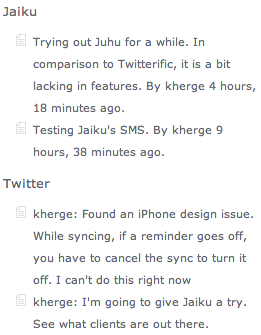 Jaiku
Trying out Juhu for a while. In
comparison to Twitterific, it is a bit
lacking in features. By kherge 4 hours,
18 minutes ago.
Testing Jaiku's SMS. By kherge 9
hours, 38 minutes ago.
Twitter
kherge: Found an iPhone design issue.
While syncing, if a reminder goes off,
you have to cancel the sync to turn it
off. I can't do this right now
kherge: I'm going to give Jaiku a try.
See what clients are out there.